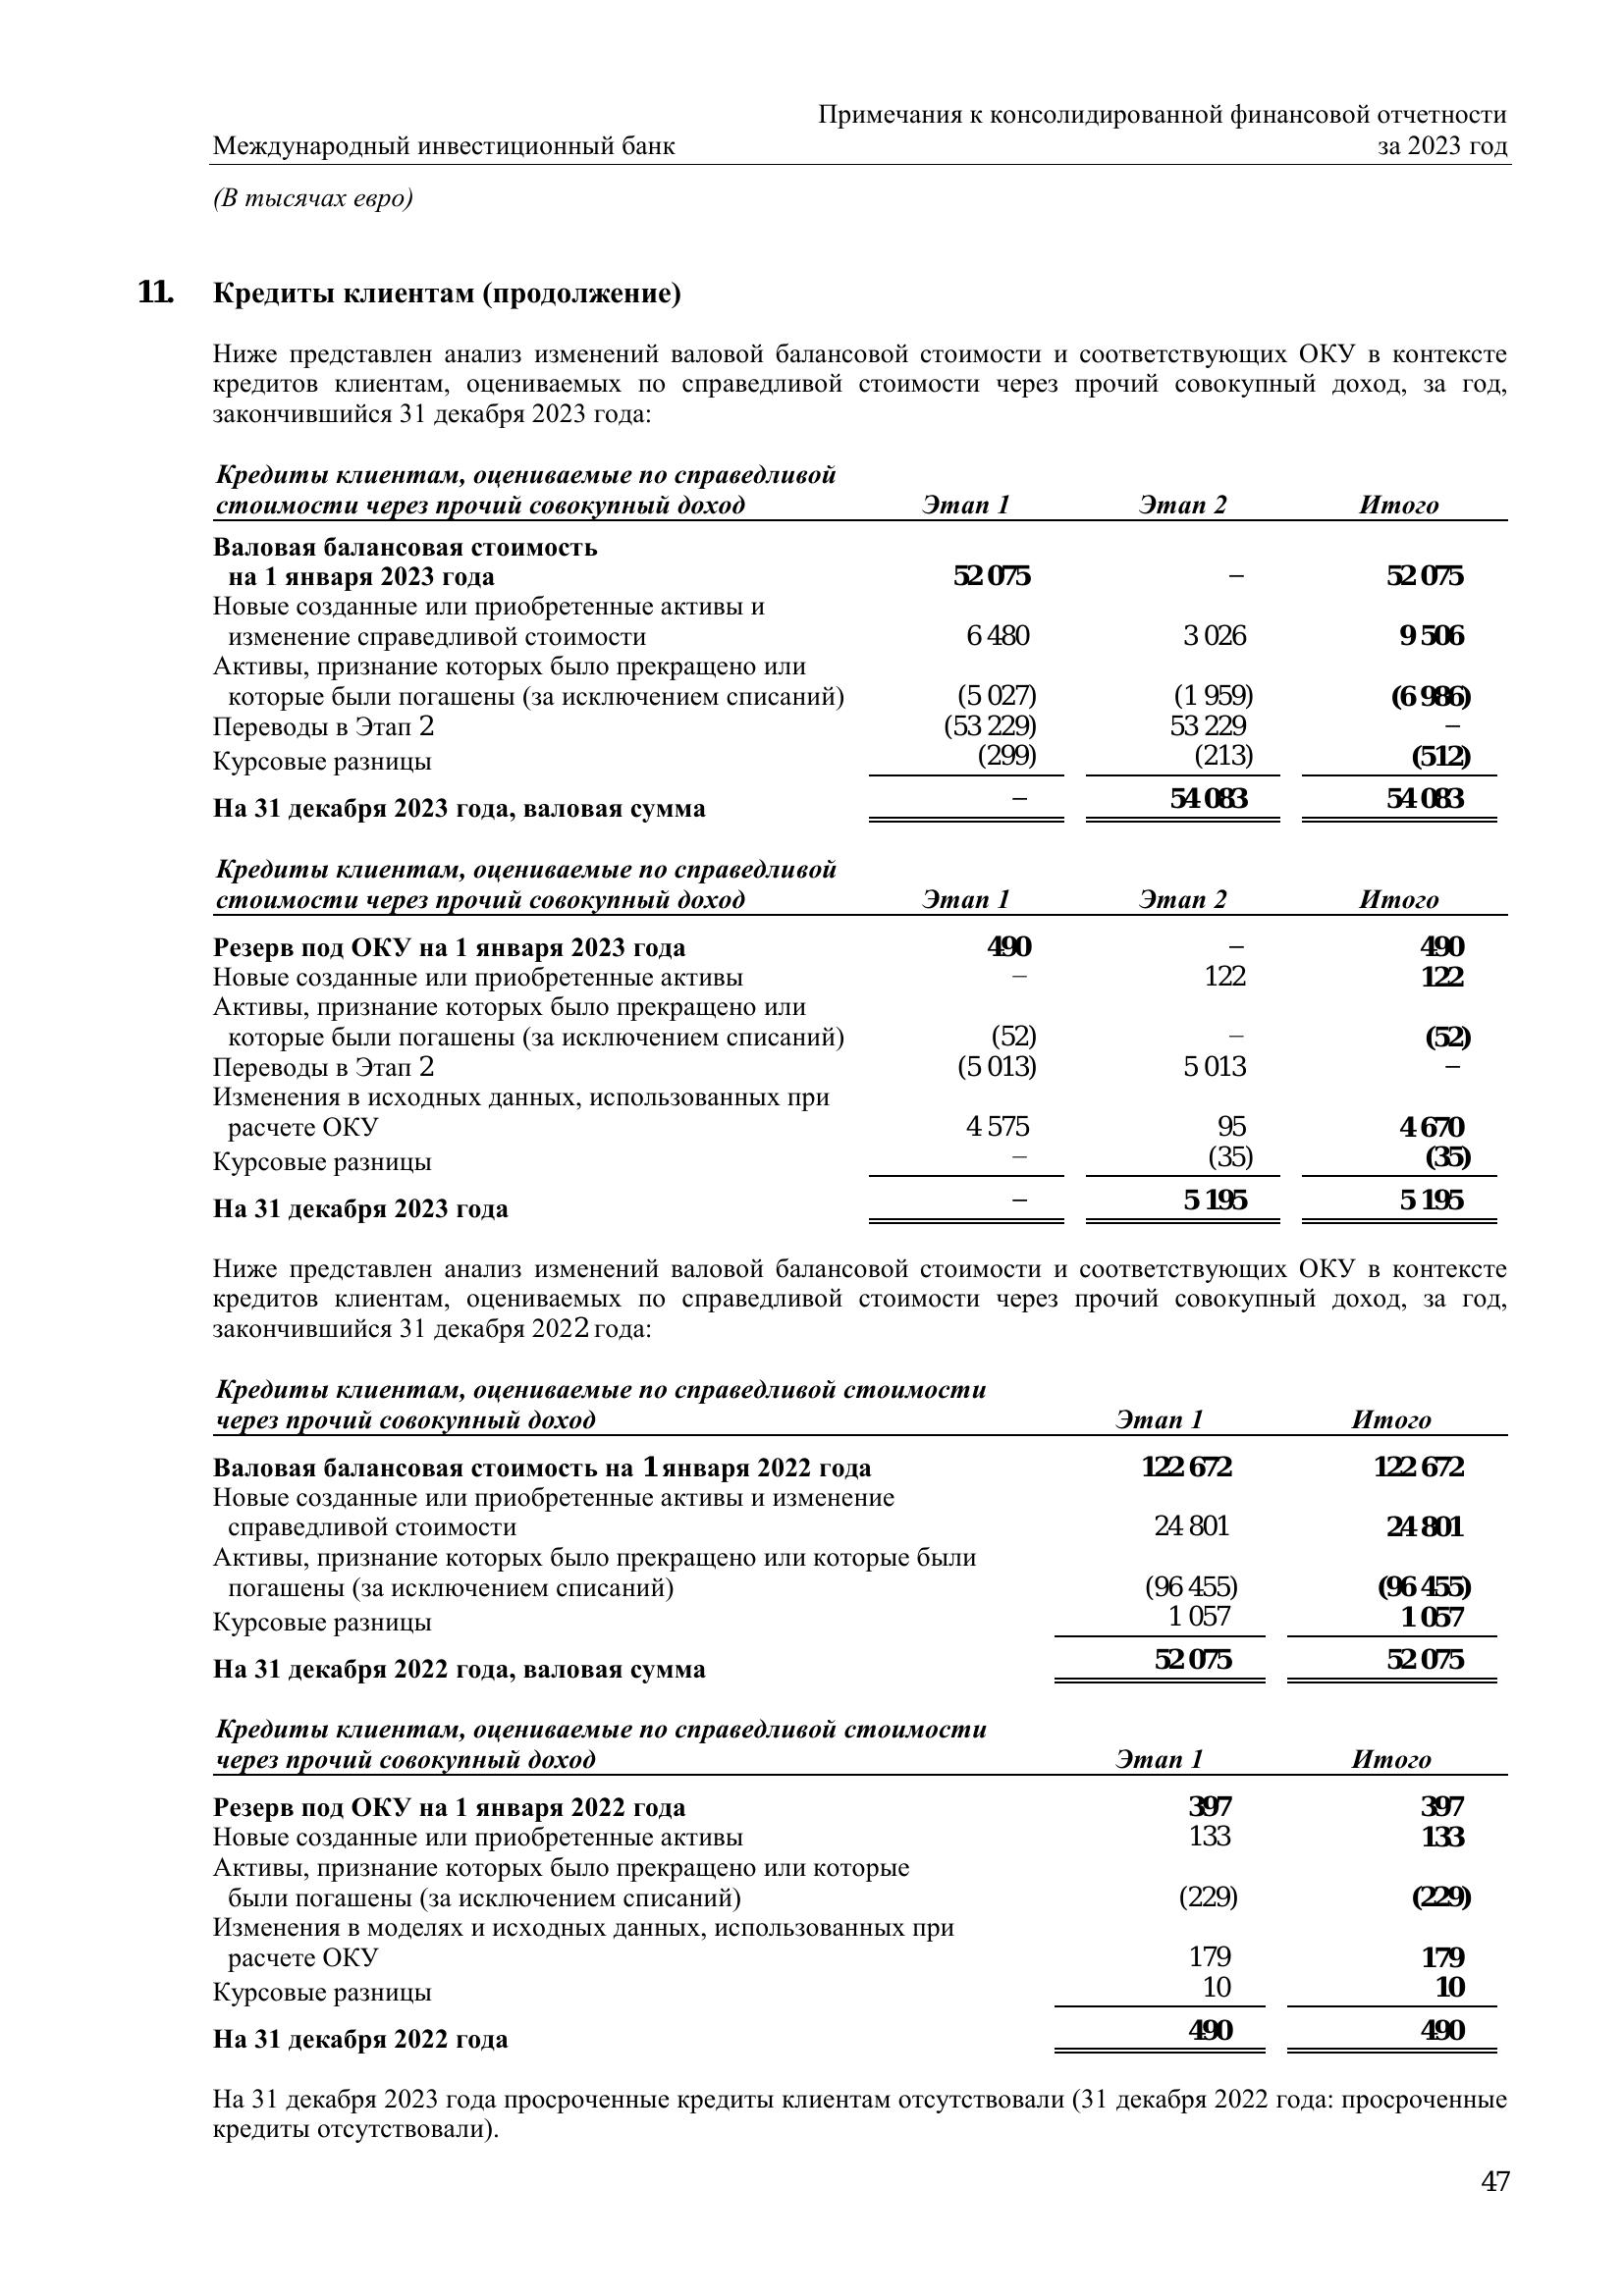 Примечания к консолидированной финансовой отчетности
Международный инвестиционный банк за 2023 год
(В тысячах евро)
11. Кредиты клиентам (продолжение)
Ниже представлен анализ изменений валовой балансовой стоимости и соответствующих ОКУ в контексте
кредитов клиентам, оцениваемых по справедливой стоимости через прочий совокупный доход, за год,
закончившийся 31 декабря 2023 года:
Кредиты клиентам, оцениваемые по справедливой
стоимости через прочий совокупный доход Этап 1 Этап 2 Итого
Валовая балансовая стоимость
на 1 января 2023 года 52 075 – 52 075
Новые созданные или приобретенные активы и
изменение справедливой стоимости 6 480 3 026 9 506
Активы, признание которых было прекращено или
которые были погашены (за исключением списаний) (5 027) (1 959) (6 986)
Переводы в Этап 2 (53 229) 53 229 –
Курсовые разницы (299) (213) (512)
На 31 декабря 2023 года, валовая сумма – 54 083 54 083
Кредиты клиентам, оцениваемые по справедливой
стоимости через прочий совокупный доход Этап 1 Этап 2 Итого
Резерв под ОКУ на 1 января 2023 года 490 – 490
Новые созданные или приобретенные активы – 122 122
Активы, признание которых было прекращено или
которые были погашены (за исключением списаний) (52) – (52)
Переводы в Этап 2 (5 013) 5 013 –
Изменения в исходных данных, использованных при
расчете ОКУ 4 575 95 4 670
Курсовые разницы – (35) (35)
На 31 декабря 2023 года – 5 195 5 195
Ниже представлен анализ изменений валовой балансовой стоимости и соответствующих ОКУ в контексте
кредитов клиентам, оцениваемых по справедливой стоимости через прочий совокупный доход, за год,
закончившийся 31 декабря 2022 года:
Кредиты клиентам, оцениваемые по справедливой стоимости
через прочий совокупный доход Этап 1 Итого
Валовая балансовая стоимость на 1 января 2022 года 122 672 122 672
Новые созданные или приобретенные активы и изменение
справедливой стоимости 24 801 24 801
Активы, признание которых было прекращено или которые были
погашены (за исключением списаний) (96 455) (96 455)
Курсовые разницы 1 057 1 057
На 31 декабря 2022 года, валовая сумма 52 075 52 075
Кредиты клиентам, оцениваемые по справедливой стоимости
через прочий совокупный доход Этап 1 Итого
Резерв под ОКУ на 1 января 2022 года 397 397
Новые созданные или приобретенные активы 133 133
Активы, признание которых было прекращено или которые
были погашены (за исключением списаний) (229) (229)
Изменения в моделях и исходных данных, использованных при
расчете ОКУ 179 179
Курсовые разницы 10 10
На 31 декабря 2022 года 490 490
На 31 декабря 2023 года просроченные кредиты клиентам отсутствовали (31 декабря 2022 года: просроченные
кредиты отсутствовали).
47